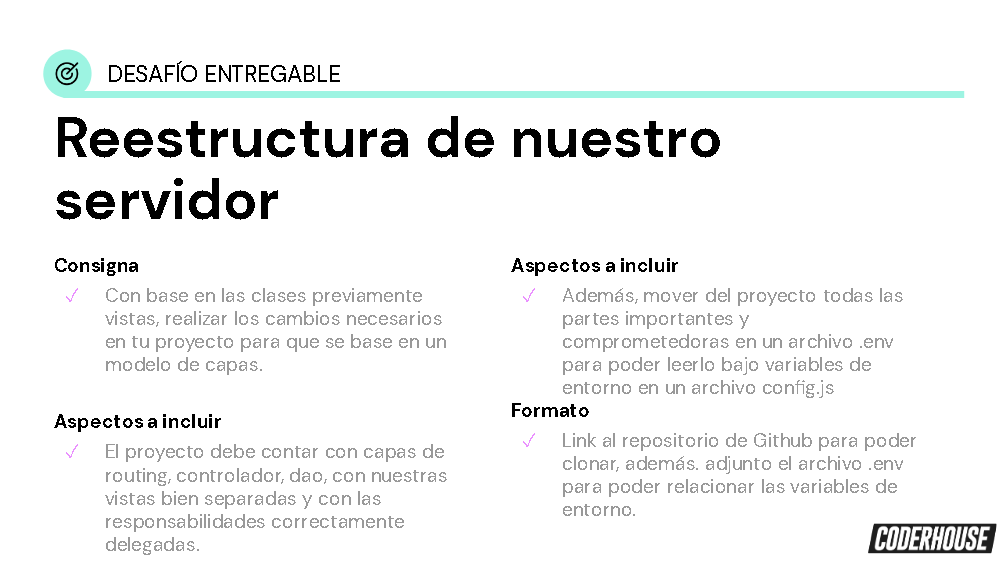 DESAFÍO ENTREGABLE
Reestructura de nuestro
servidor
Consigna
✓ Con base en las clases previamente
vistas, realizar los cambios necesarios
en tu proyecto para que se base en un
modelo de capas.
Aspectos a incluir
✓ El proyecto debe contar con capas de
routing, controlador, dao, con nuestras
vistas bien separadas y con las
responsabilidades correctamente
delegadas.
Aspectos a incluir
✓ Además, mover del proyecto todas las
partes importantes y
comprometedoras en un archivo .env
para poder leerlo bajo variables de
entorno en un archivo config.js
Formato
✓ Link al repositorio de Github para poder
clonar, además. adjunto el archivo .env
para poder relacionar las variables de
entorno.
CODERHOUSE